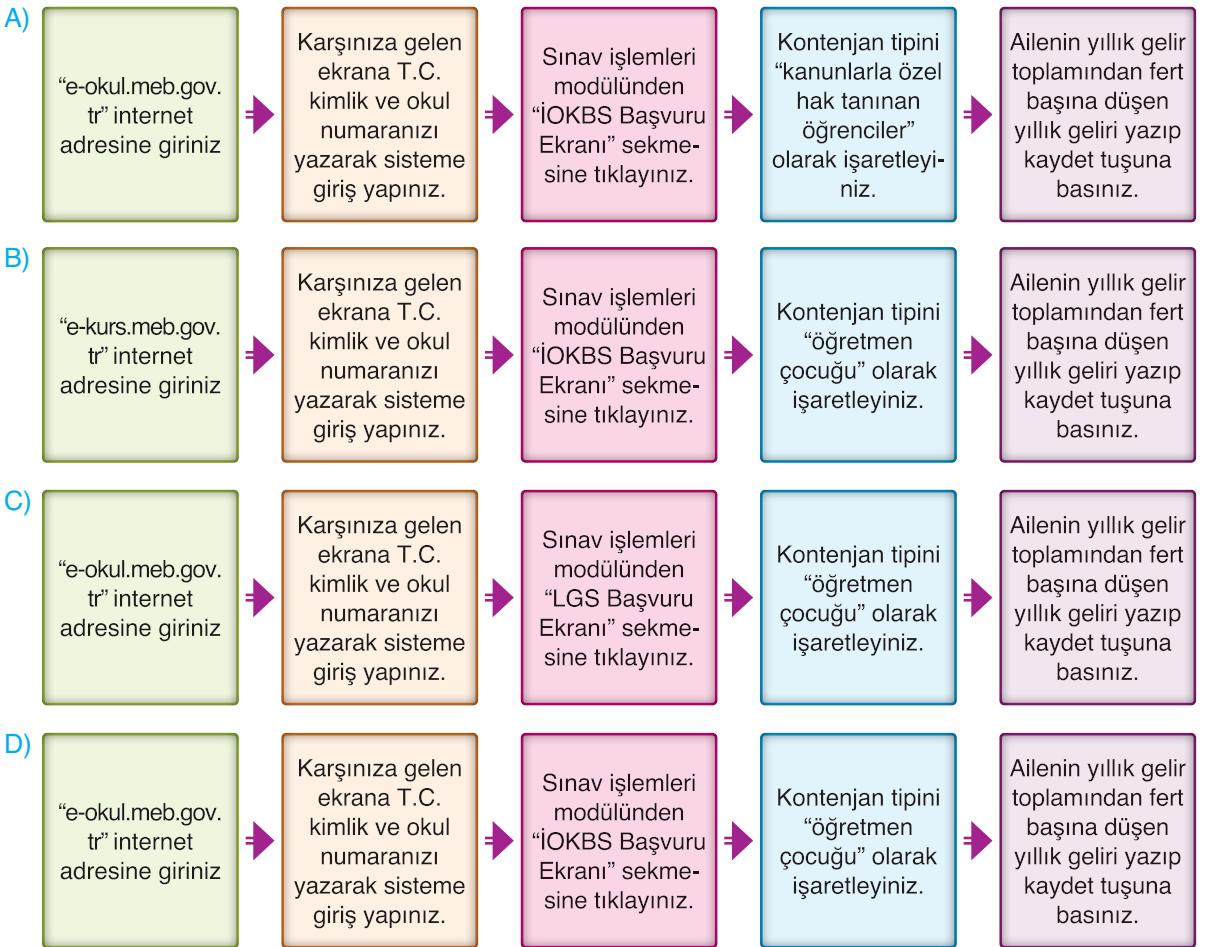 A)
“e-okul.meb.gov.
tr” internet
adresine giriniz
Karşınıza gelen
ekrana T.C.
kimlik ve okul
numaranızı
yazarak sisteme
giriş yapınız.
Sınav işlemleri
modülünden
“İOKBS Başvuru
Ekranı” sekme-
sine tıklayınız.
Kontenjan tipini
“kanunlarla özel
hak tanınan
öğrenciler”
olarak işaretleyi-
niz.
Ailenin yıllık gelir
toplamından fert
başına düşen
yıllık geliri yazıp
kaydet tuşuna
basınız.
B)
“e-kurs.meb.gov.
tr” internet
adresine giriniz
Karşınıza gelen
ekrana T.C.
kimlik ve okul
numaranızı
yazarak sisteme
giriş yapınız.
Sınav işlemleri
modülünden
“İOKBS Başvuru
Ekranı” sekme-
sine tıklayınız.
Kontenjan tipini
“öğretmen
çocuğu” olarak
işaretleyiniz.
Ailenin yıllık gelir
toplamından fert
başına düşen
yıllık geliri yazıp
kaydet tuşuna
basınız.
C)
“e-okul.meb.gov.
tr” internet
adresine giriniz
Karşınıza gelen
ekrana T.C.
kimlik ve okul
numaranızı
yazarak sisteme
giriş yapınız.
Sınav işlemleri
modülünden
“LGS Başvuru
Ekranı” sekme-
sine tıklayınız.
Kontenjan tipini
“öğretmen
çocuğu” olarak
işaretleyiniz.
Ailenin yıllık gelir
toplamından fert
başına düşen
yıllık geliri yazıp
kaydet tuşuna
basınız.
D)
“e-okul.meb.gov.
tr” internet
adresine giriniz
Karşınıza gelen
ekrana T.C.
kimlik ve okul
numaranızı
yazarak sisteme
giriş yapınız.
Sınav işlemleri
modülünden
“İOKBS Başvuru
Ekranı” sekme-
sine tıklayınız.
Kontenjan tipini
“öğretmen
çocuğu” olarak
işaretleyiniz.
Ailenin yıllık gelir
toplamından fert
başına düşen
yıllık geliri yazıp
kaydet tuşuna
basınız.